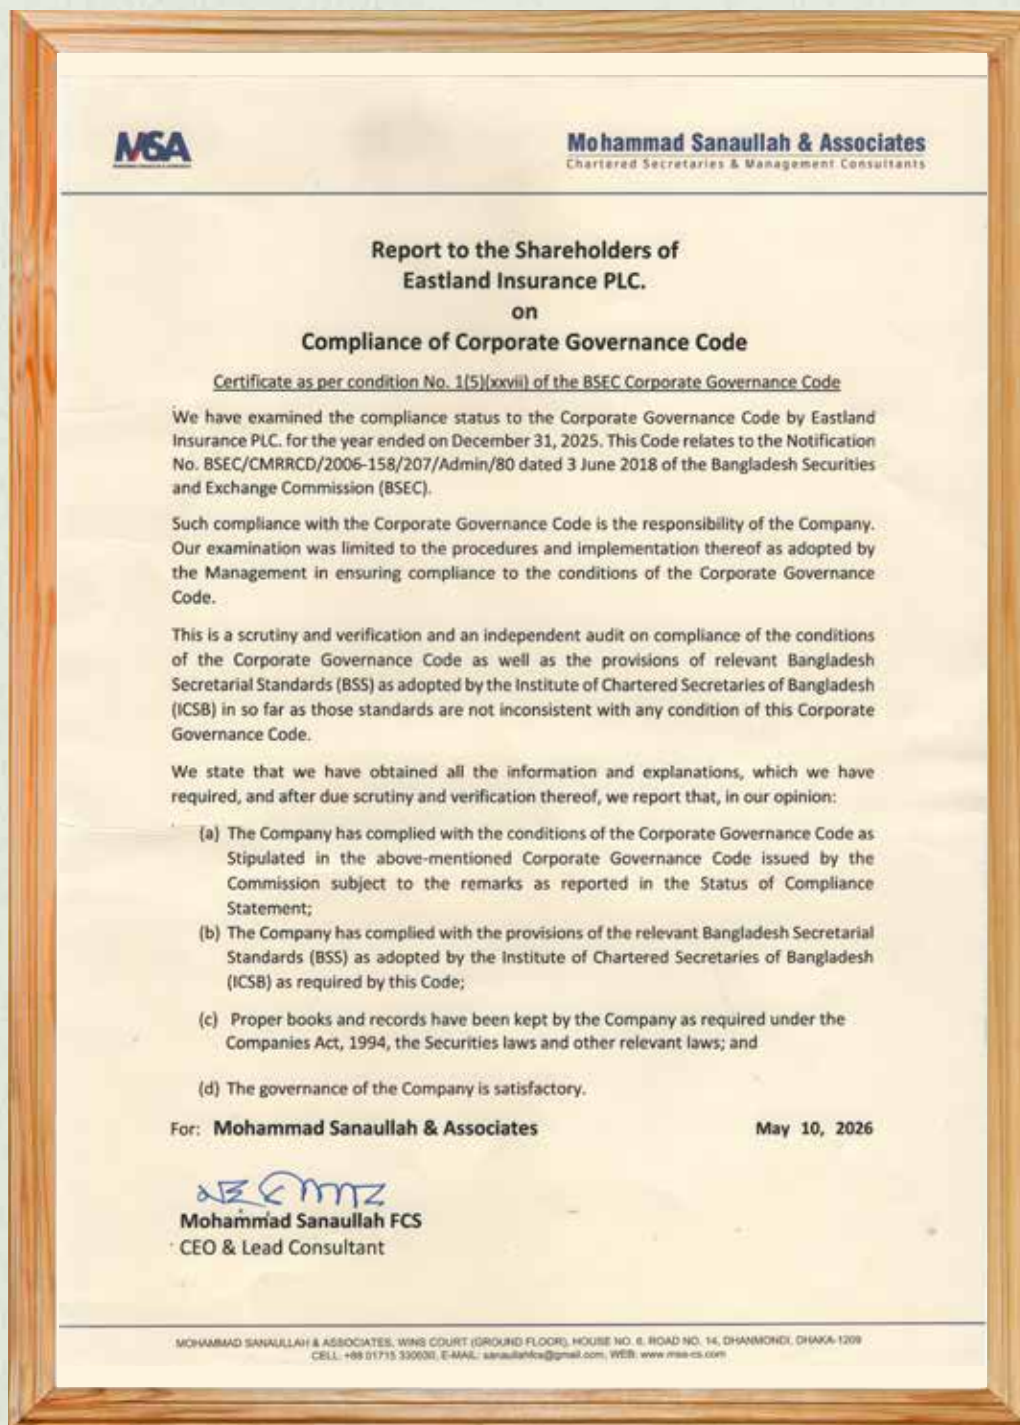 MSA
Mohammad Sanaullah & Associates
Chartered Secretaries & Management Consultants
Report to the Shareholders of
Eastland Insurance PLC.
on
Compliance of Corporate Governance Code
Certificate as per condition No. 1(5)(xxvii) of the BSEC Corporate Governance Code
We have examined the compliance status to the Corporate Governance Code by Eastland
Insurance PLC. for the year ended on December 31, 2025. This Code relates to the Notification
No. BSEC/CMRRCD/2006-158/207/Admin/80 dated 3 June 2018 of the Bangladesh Securities
and Exchange Commission (BSEC).
Such compliance with the Corporate Governance Code is the responsibility of the Company.
Our examination was limited to the procedures and implementation thereof as adopted by
the Management in ensuring compliance to the conditions of the Corporate Governance
Code.
This is a scrutiny and verification and an independent audit on compliance of the conditions
of the Corporate Governance Code as well as the provisions of relevant Bangladesh
Secretarial Standards (BSS) as adopted by the Institute of Chartered Secretaries of Bangladesh
(ICSB) in so far as those standards are not inconsistent with any condition of this Corporate
Governance Code.
We state that we have obtained all the information and explanations, which we have
required, and after due scrutiny and verification thereof, we report that, in our opinion:
(a) The Company has complied with the conditions of the Corporate Governance Code as
Stipulated in the above-mentioned Corporate Governance Code issued by the
Commission subject to the remarks as reported in the Status of Compliance
Statement;
(b) The Company has complied with the provisions of the relevant Bangladesh Secretarial
Standards (BSS) as adopted by the Institute of Chartered Secretaries of Bangladesh
(ICSB) as required by this Code;
(c) Proper books and records have been kept by the Company as required under the
Companies Act, 1994, the Securities laws and other relevant laws; and
(d) The governance of the Company is satisfactory.
For: Mohammad Sanaullah & Associates May 10, 2026
Mohammad Sanaullah FCS
CEO & Lead Consultant
MOHAMMAD SANAULLAH & ASSOCIATES, WINS COURT (GROUND FLOOR), HOUSE NO. 6, ROAD NO. 14, DHANMONDI, DHAKA-1209
CELL: +88 01715 330630, E-MAIL: sanaullahfcs@gmail.com, WEB: www.msa-cs.com